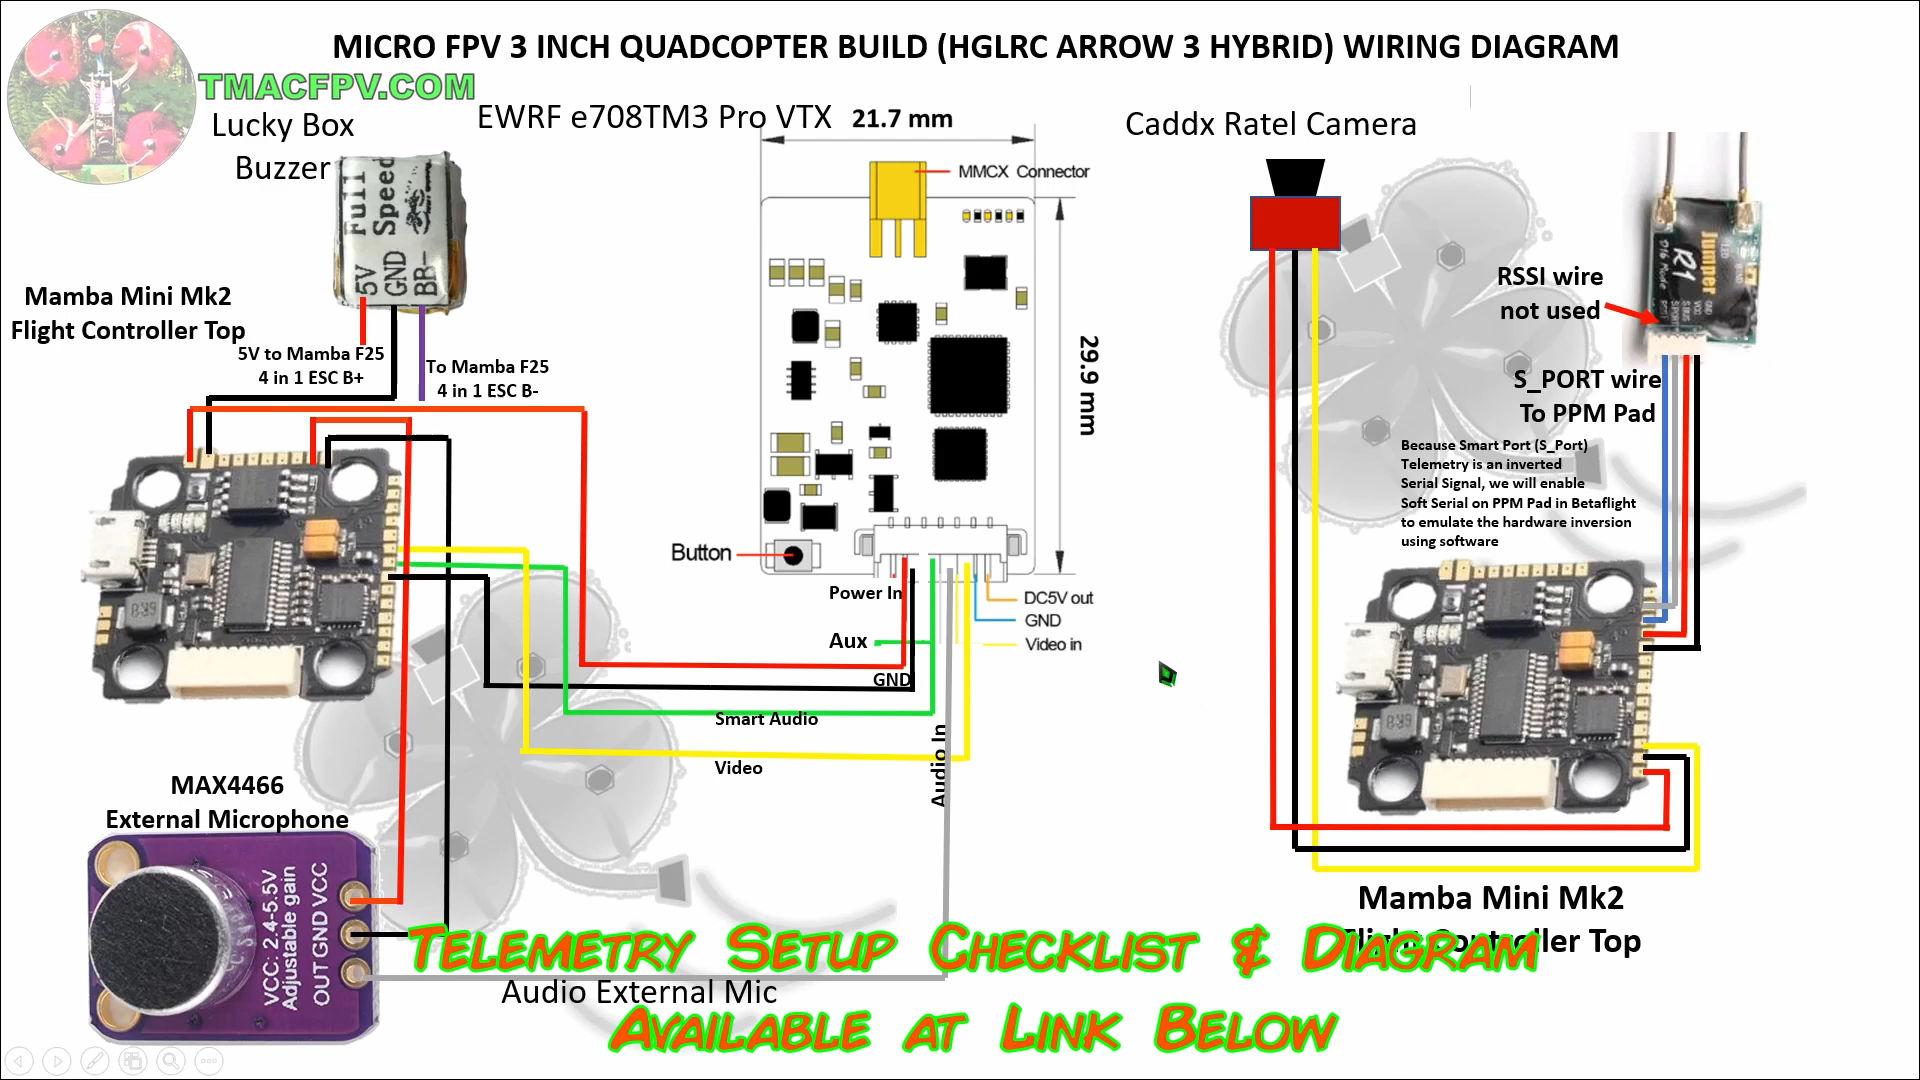 MICRO FPV 3 INCH QUADCOPTER BUILD (HGLRC ARROW 3 HYBRID) WIRING DIAGRAM
TMACFPV.COM
Lucky Box
Buzzer
EWRF e708TM3 Pro VTX
21.7 mm
Caddx Ratel Camera
MMCX Connector
Full
Speed
5V
GND
BB-
Mamba Mini Mk2
Flight Controller Top
5V to Mamba F25
4 in 1 ESC B+
To Mamba F25
4 in 1 ESC B-
29.9 mm
Button
Power In
Aux
GND
Smart Audio
Video
Audio In
DC5V out
GND
Video in
RSSI wire
not used
Jumper
R1
S_PORT wire
To PPM Pad
Because Smart Port (S_Port)
Telemetry is an inverted
Serial Signal, we will enable
Soft Serial on PPM Pad in Betaflight
to emulate the hardware inversion
using software
MAX4466
External Microphone
VCC: 2.4-5.5V
Adjustable gain
OUT GND VCC
Audio External Mic
Mamba Mini Mk2
Flight Controller Top
Telemetry Setup Checklist & Diagram
Available at Link Below